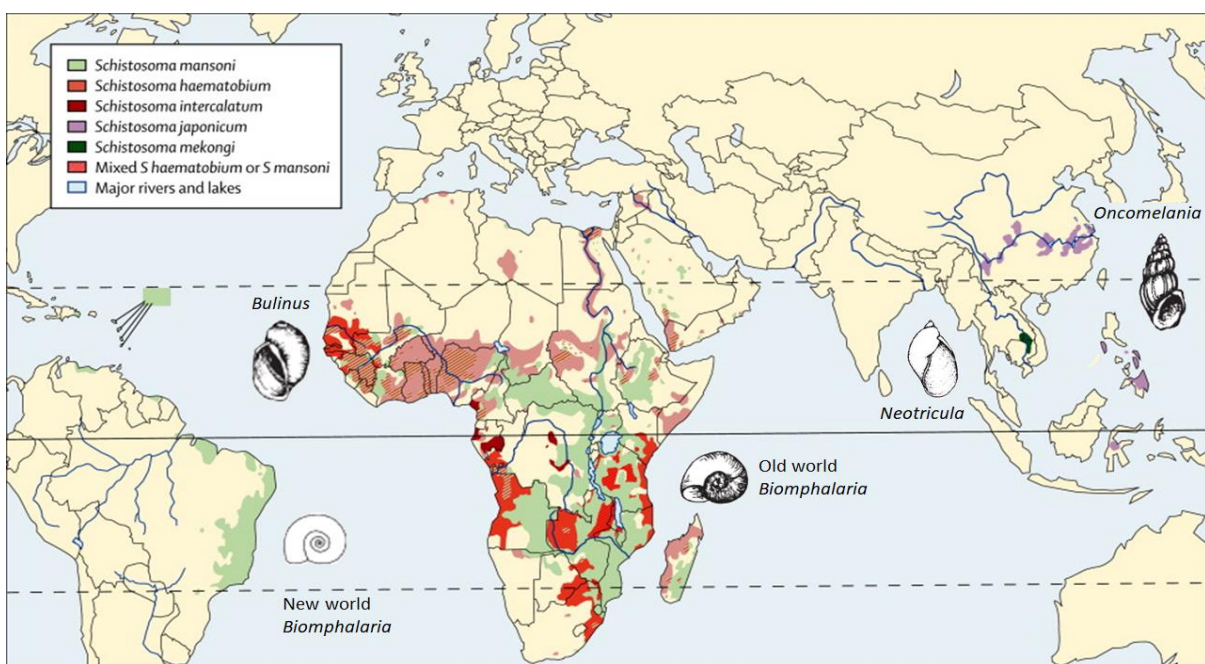 Schistosoma mansoni
Schistosoma haematobium
Schistosoma intercalatum
Schistosoma japonicum
Schistosoma mekongi
Mixed S haematobium or S mansoni
Major rivers and lakes
Oncomelania
Bulinus
Neotricula
Old world
Biomphalaria
New world
Biomphalaria